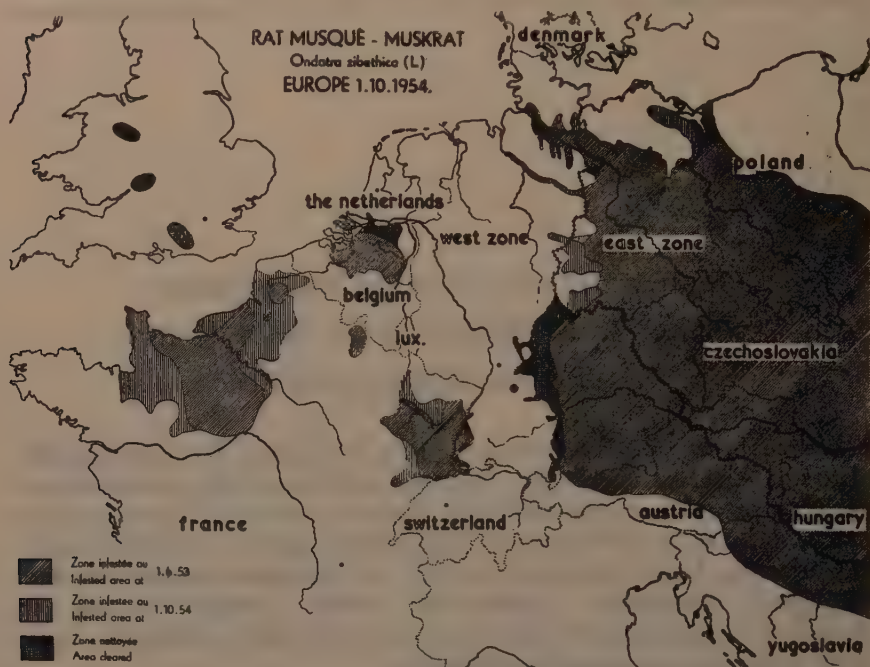 RAT MUSQUÉ - MUSKRAT
Ondatra zibethica (L)
EUROPE 1.10.1954.
denmark
poland
the netherlands
west zone
east zone
belgium
lux.
czechoslovakia
france
switzerland
austria
hungary
yugoslavia
Zone infestée au
Infested area at
Zone infestée au
Infested area at 1.10.54
Zone nettoyée
Area cleared